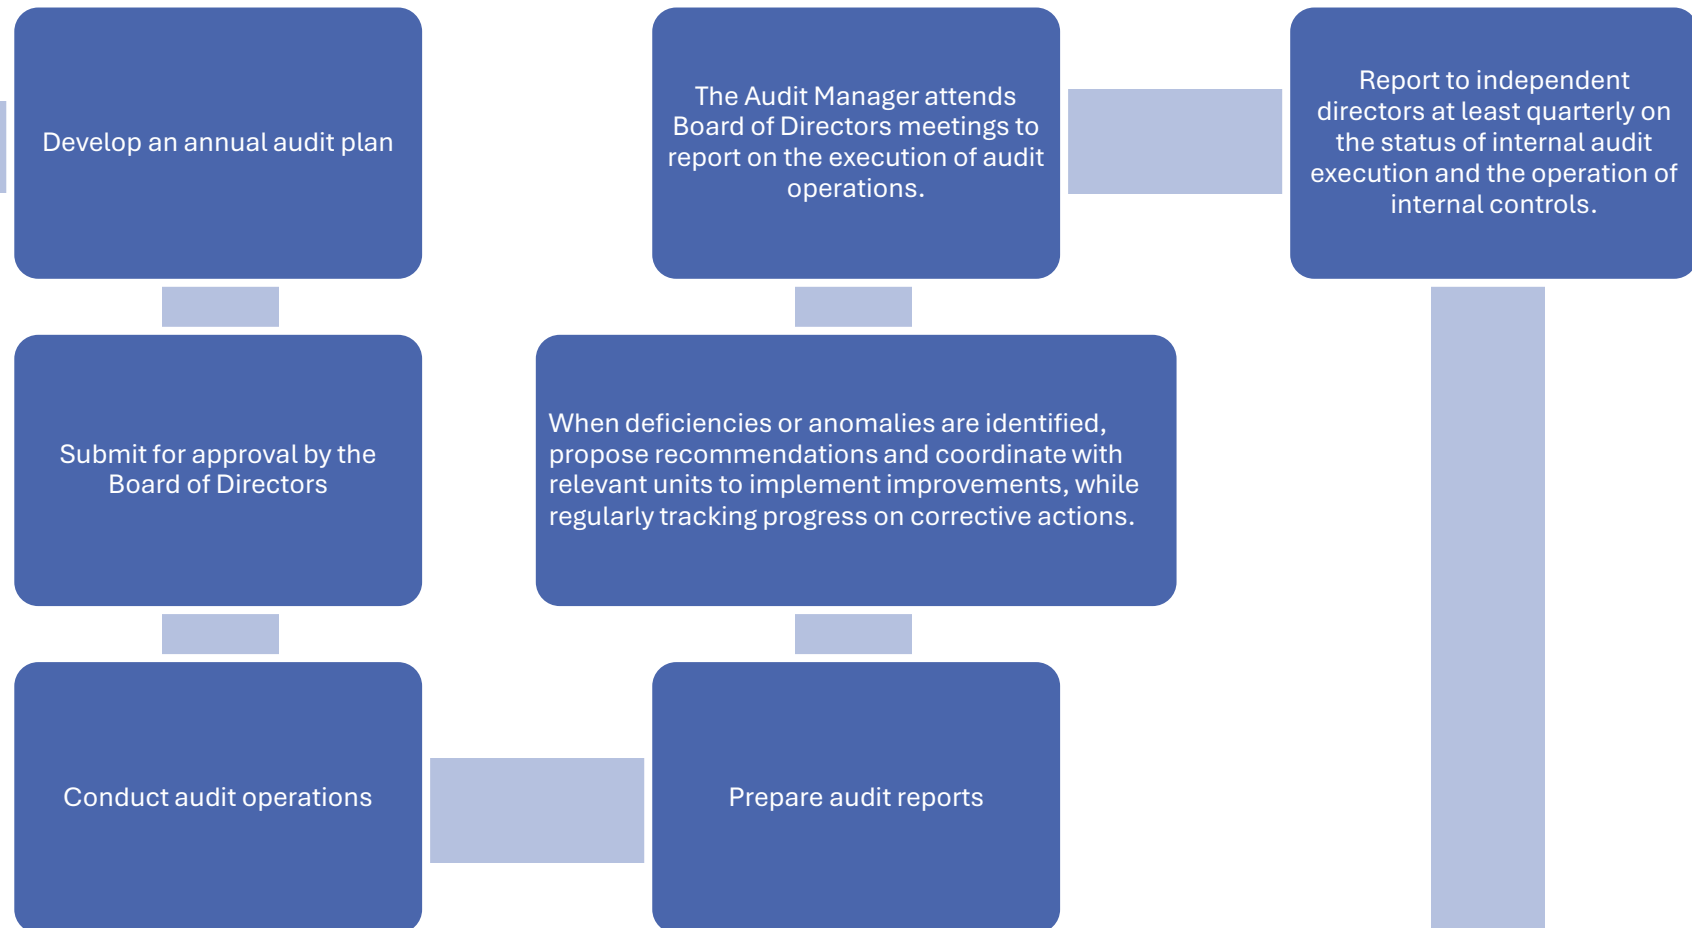 Develop an annual audit plan
Submit for approval by the
Board of Directors
Conduct audit operations
Prepare audit reports
When deficiencies or anomalies are identified,
propose recommendations and coordinate with
relevant units to implement improvements, while
regularly tracking progress on corrective actions.
The Audit Manager attends
Board of Directors meetings to
report on the execution of audit
operations.
Report to independent
directors at least quarterly on
the status of internal audit
execution and the operation of
internal controls.